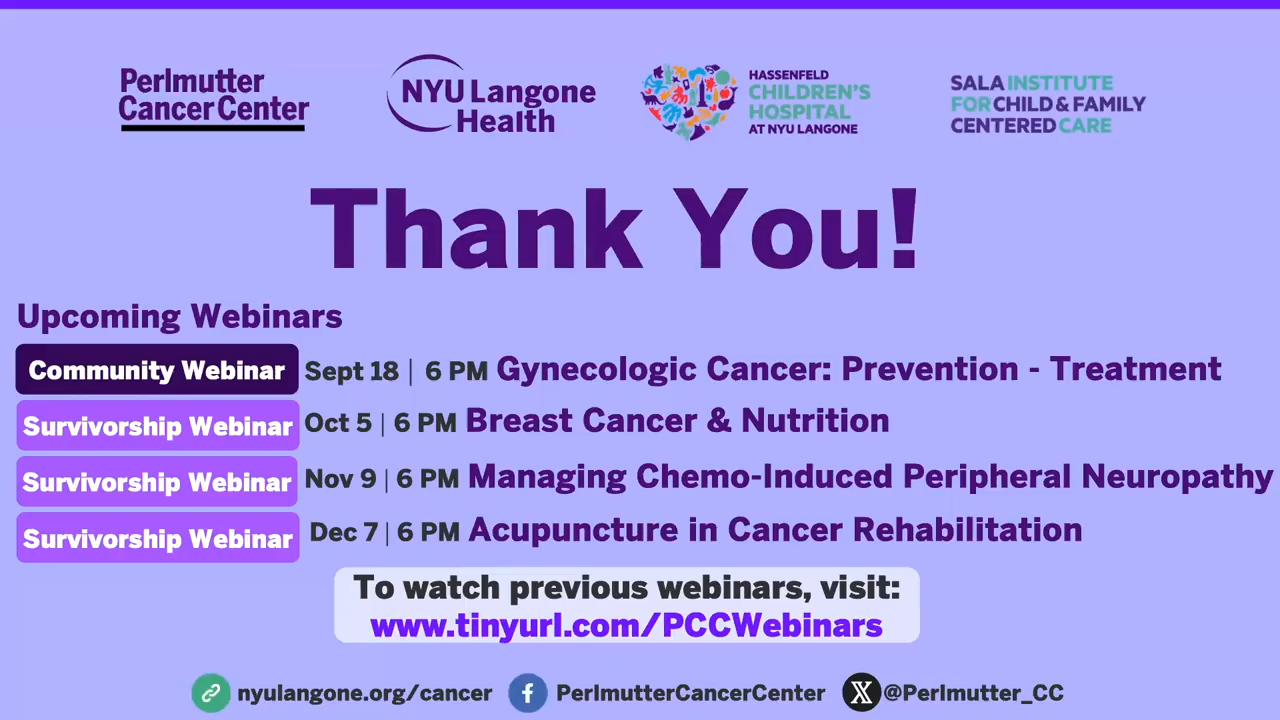 Perlmutter
Cancer Center
NYU Langone
Health
HASSENFELD
CHILDREN'S
HOSPITAL
AT NYU LANGONE
SALA INSTITUTE
FOR CHILD & FAMILY
CENTERED CARE
Thank You!
Upcoming Webinars
Community Webinar Sept 18 | 6 PM Gynecologic Cancer: Prevention - Treatment
Survivorship Webinar Oct 5 | 6 PM Breast Cancer & Nutrition
Survivorship Webinar Nov 9 | 6 PM Managing Chemo-Induced Peripheral Neuropathy
Survivorship Webinar Dec 7 | 6 PM Acupuncture in Cancer Rehabilitation
To watch previous webinars, visit:
www.tinyurl.com/PCCWebinars
nyulangone.org/cancer f PerlmutterCancerCenter X @Perlmutter_CC